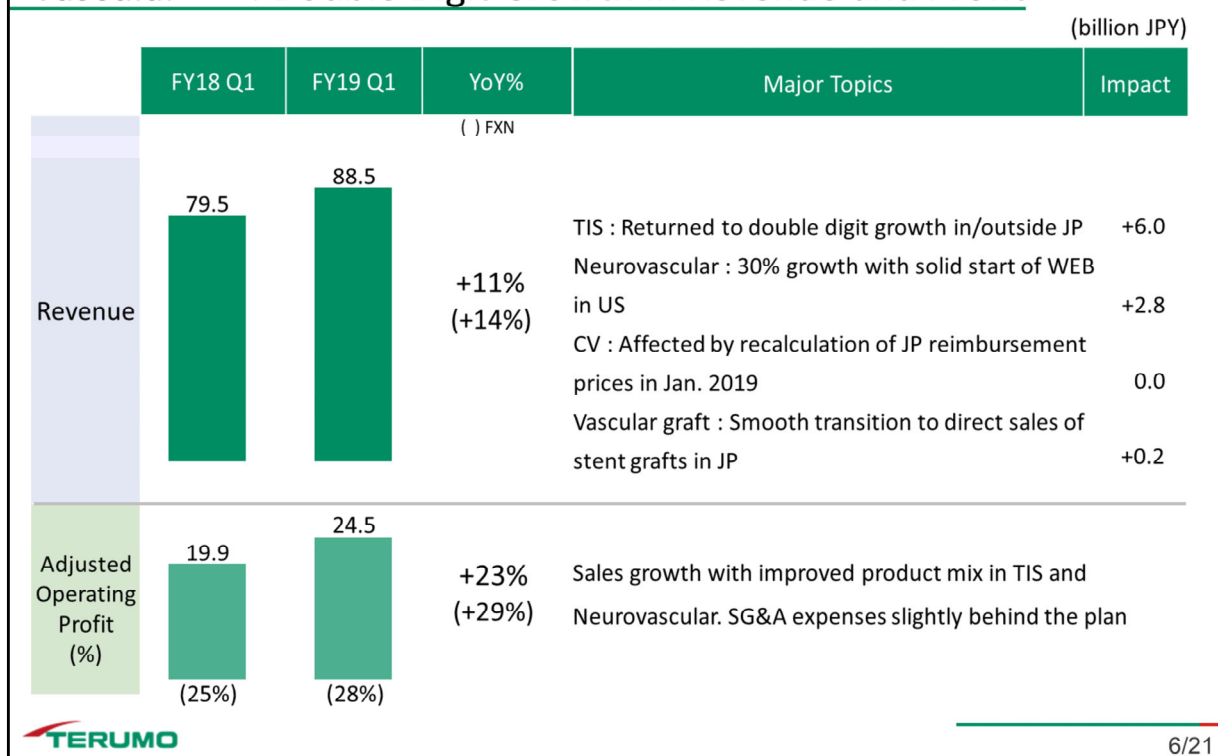 (billion JPY)
FY18 Q1 FY19 Q1 YoY% Major Topics Impact
( ) FXN
Revenue
79.5
88.5
+11%
(+14%)
TIS : Returned to double digit growth in/outside JP +6.0
Neurovascular : 30% growth with solid start of WEB
in US +2.8
CV : Affected by recalculation of JP reimbursement
prices in Jan. 2019 0.0
Vascular graft : Smooth transition to direct sales of
stent grafts in JP +0.2
Adjusted
Operating
Profit
(%)
19.9
24.5
(25%)
(28%)
+23%
(+29%)
Sales growth with improved product mix in TIS and
Neurovascular. SG&A expenses slightly behind the plan
TERUMO
6/21